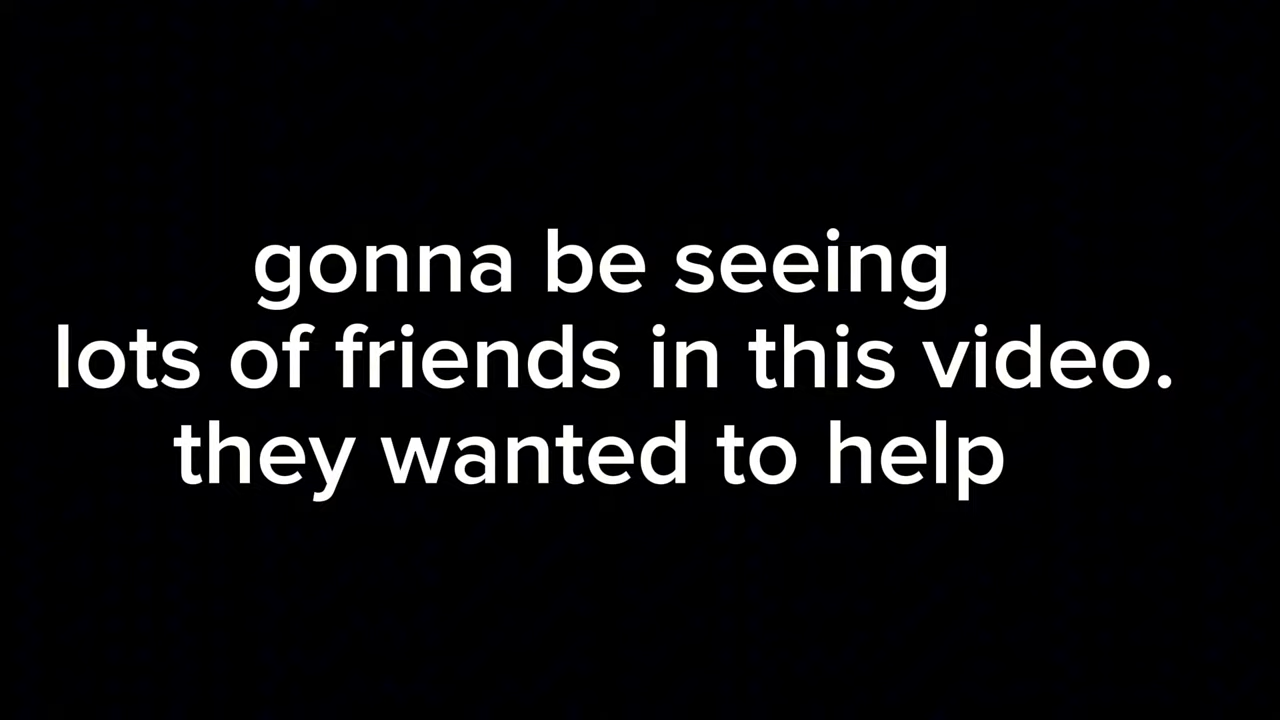 gonna be seeing
lots of friends in this video.
they wanted to help